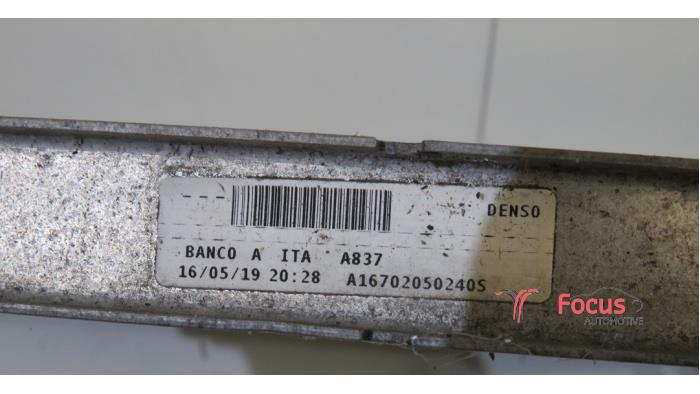 DENSO
BANCO A ITA A837
16/05/19 20:28 A16702050240S
Focus
AUTOMOTIVE